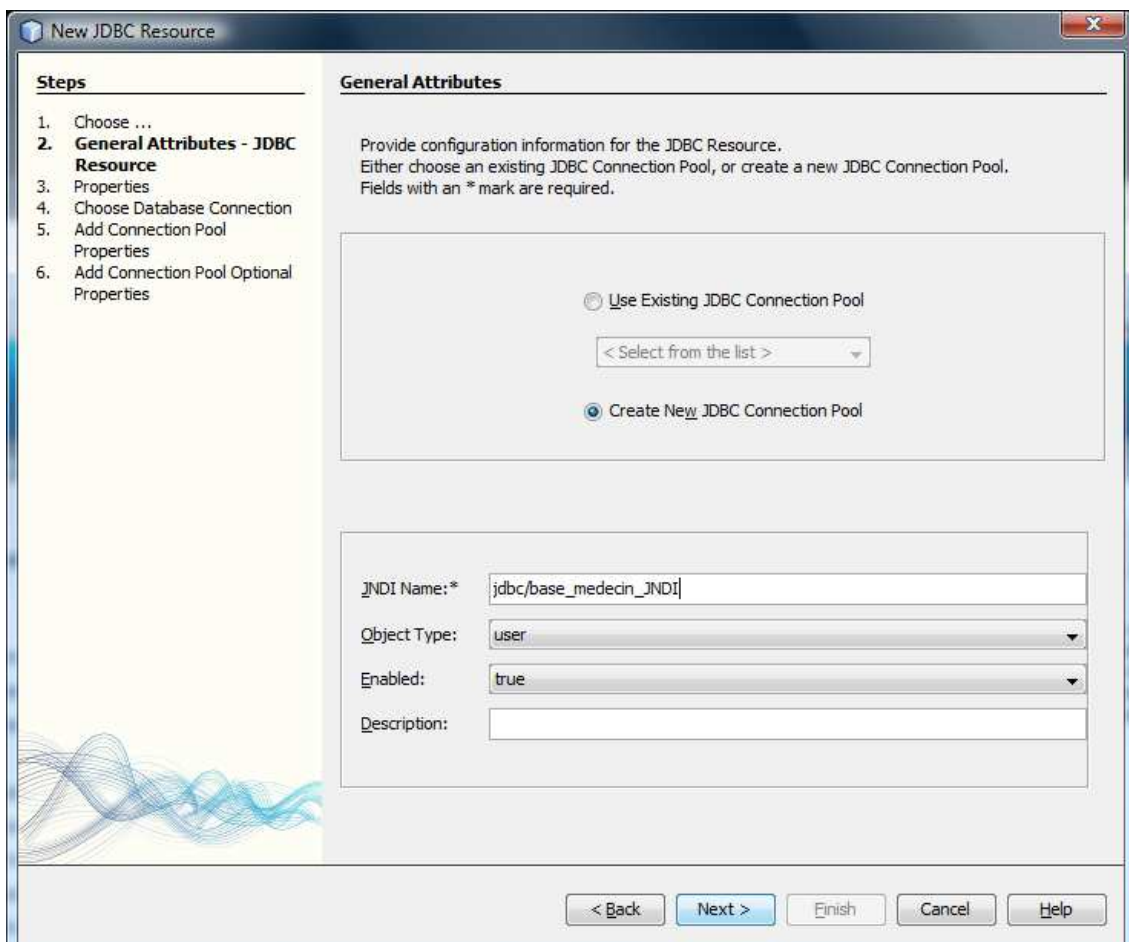 New JDBC Resource
Steps
1. Choose ...
2. General Attributes - JDBC
Resource
3. Properties
4. Choose Database Connection
5. Add Connection Pool
Properties
6. Add Connection Pool Optional
Properties
General Attributes
Provide configuration information for the JDBC Resource.
Either choose an existing JDBC Connection Pool, or create a new JDBC Connection Pool.
Fields with an * mark are required.
Use Existing JDBC Connection Pool
< Select from the list >
Create New JDBC Connection Pool
JNDI Name:* jdbc/base_medecin_JNDI
Object Type: user
Enabled: true
Description:
< Back Next > Finish Cancel Help